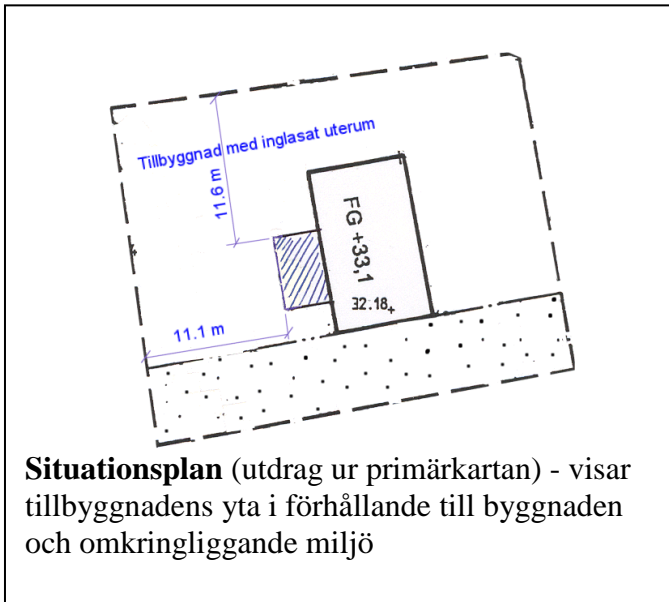 Tillbyggnad med inglasat uterum
11.6 m
FG +33,1
32.18+
11.1 m
Situationsplan (utdrag ur primärkartan) - visar
tillbyggnadens yta i förhållande till byggnaden
och omkringliggande miljö